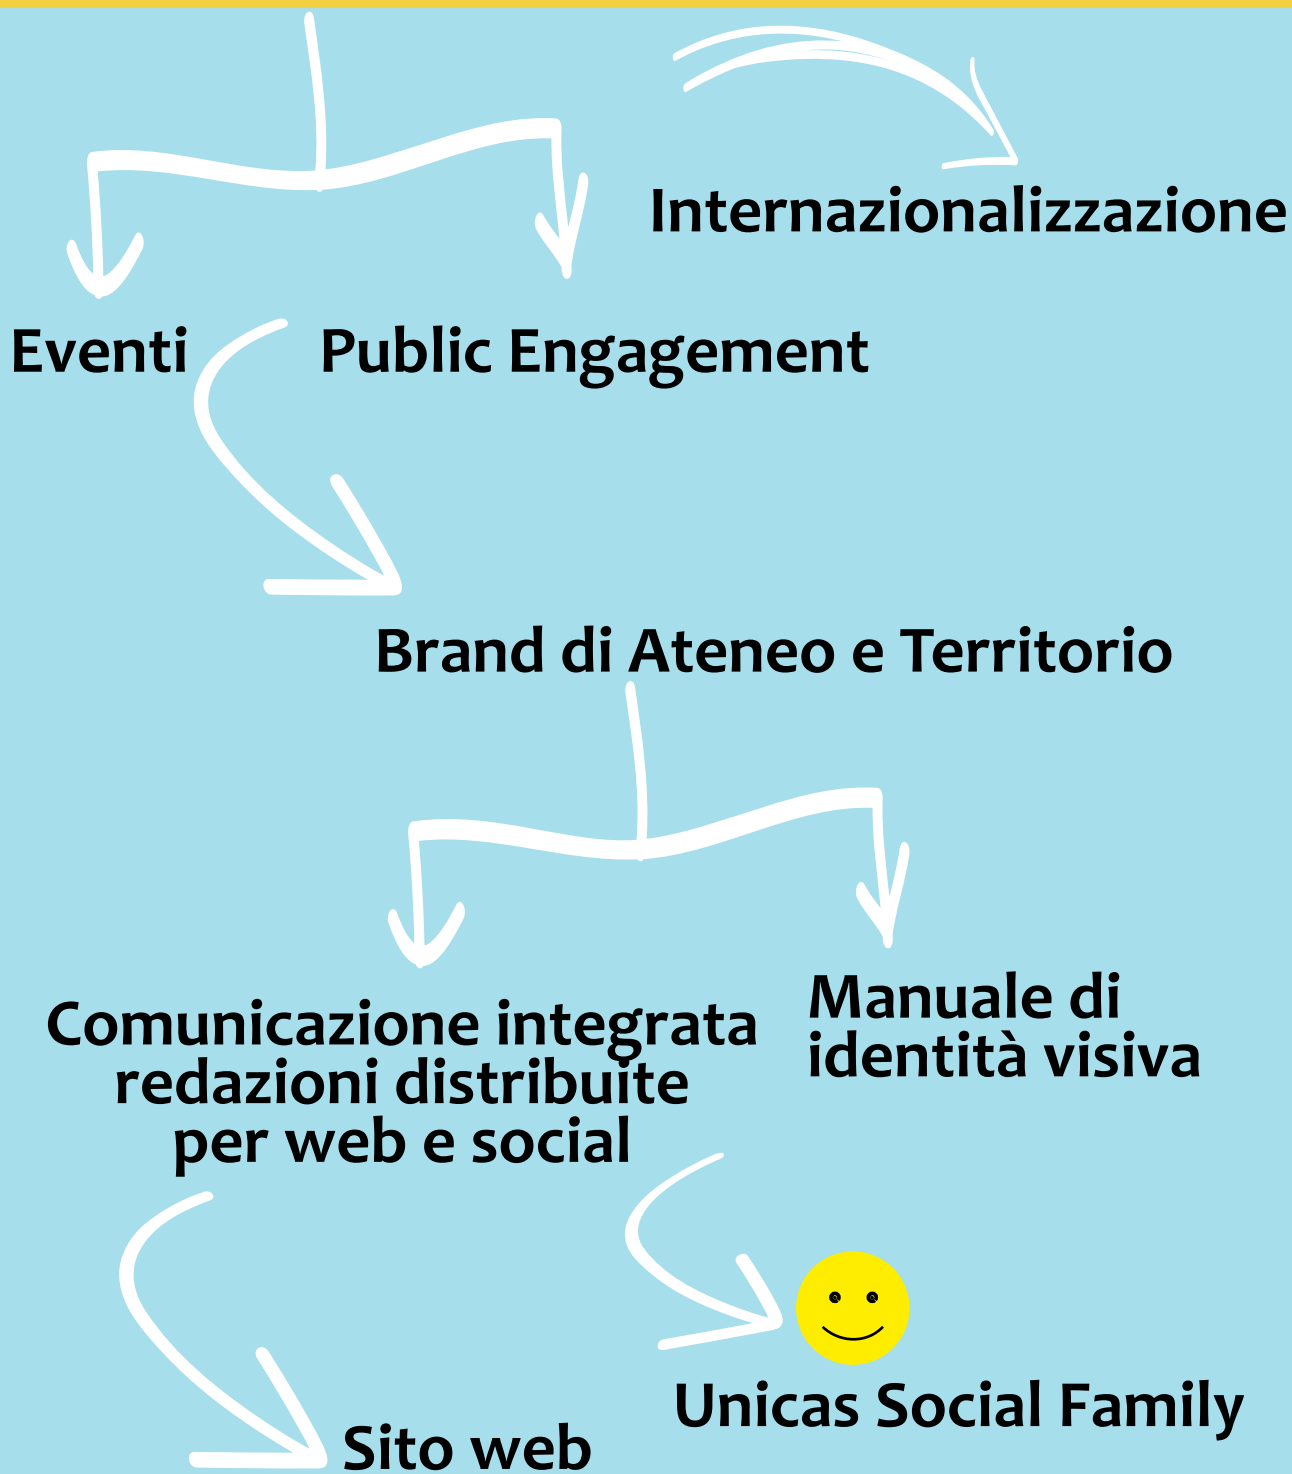 Internazionalizzazione
Eventi
Public Engagement
Brand di Ateneo e Territorio
Comunicazione integrata
redazioni distribuite
per web e social
Manuale di
identità visiva
Unicas Social Family
Sito web